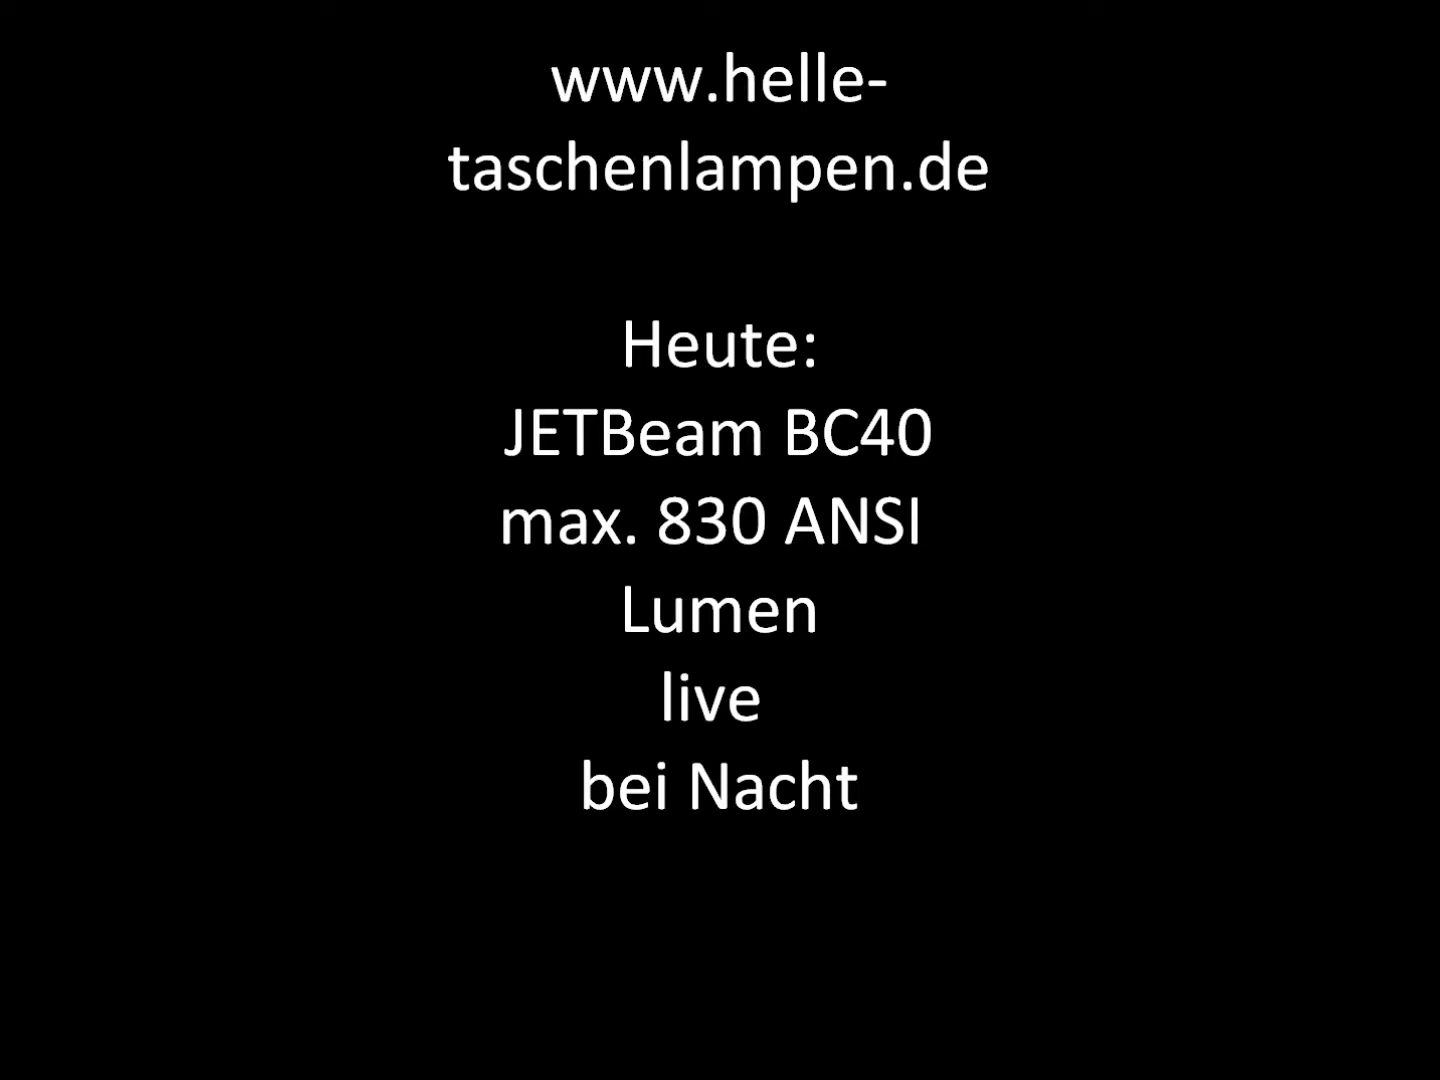 www.helle-
taschenlampen.de
Heute:
JETBeam BC40
max. 830 ANSI
Lumen
live
bei Nacht